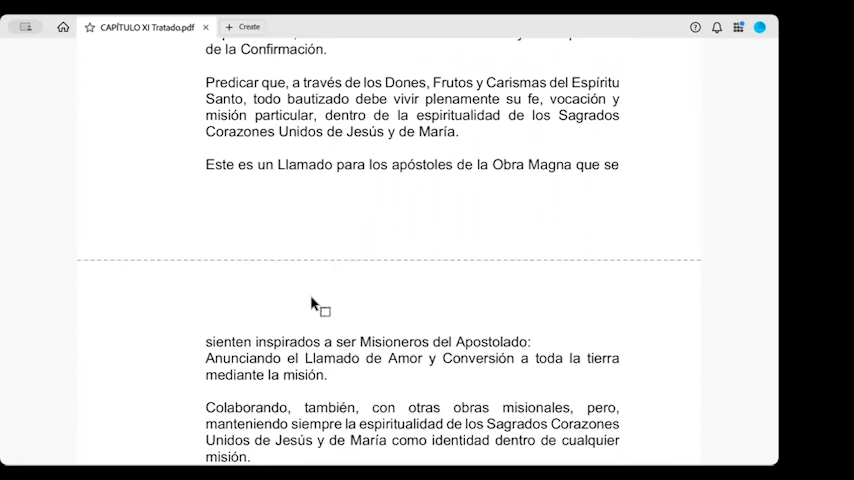 CAPÍTULO XI Tratado.pdf
Create
de la Confirmación.
Predicar que, a través de los Dones, Frutos y Carismas del Espíritu
Santo, todo bautizado debe vivir plenamente su fe, vocación y
misión particular, dentro de la espiritualidad de los Sagrados
Corazones Unidos de Jesús y de María.
Este es un Llamado para los apóstoles de la Obra Magna que se
sienten inspirados a ser Misioneros del Apostolado:
Anunciando el Llamado de Amor y Conversión a toda la tierra
mediante la misión.
Colaborando, también, con otras obras misionales, pero,
manteniendo siempre la espiritualidad de los Sagrados Corazones
Unidos de Jesús y de María como identidad dentro de cualquier
misión.